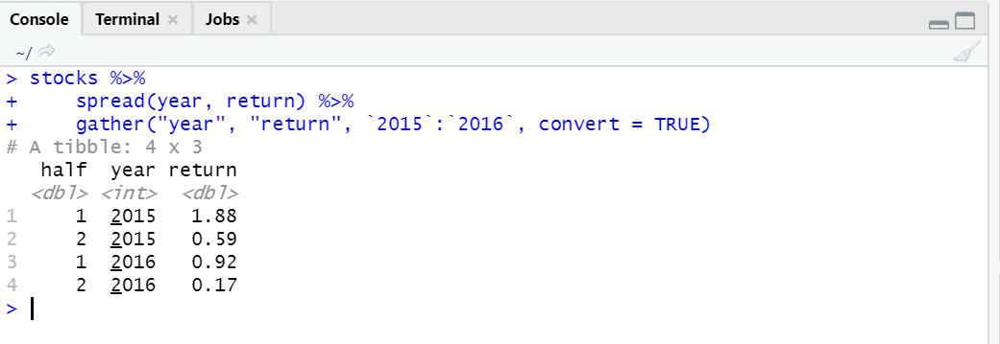 Console Terminal × Jobs ×
~/
> stocks %>%
+     spread(year, return) %>%
+     gather("year", "return", `2015`:`2016`, convert = TRUE)
# A tibble: 4 x 3
   half  year return
  <dbl> <int>  <dbl>
1     1  2015   1.88
2     2  2015   0.59
3     1  2016   0.92
4     2  2016   0.17
>